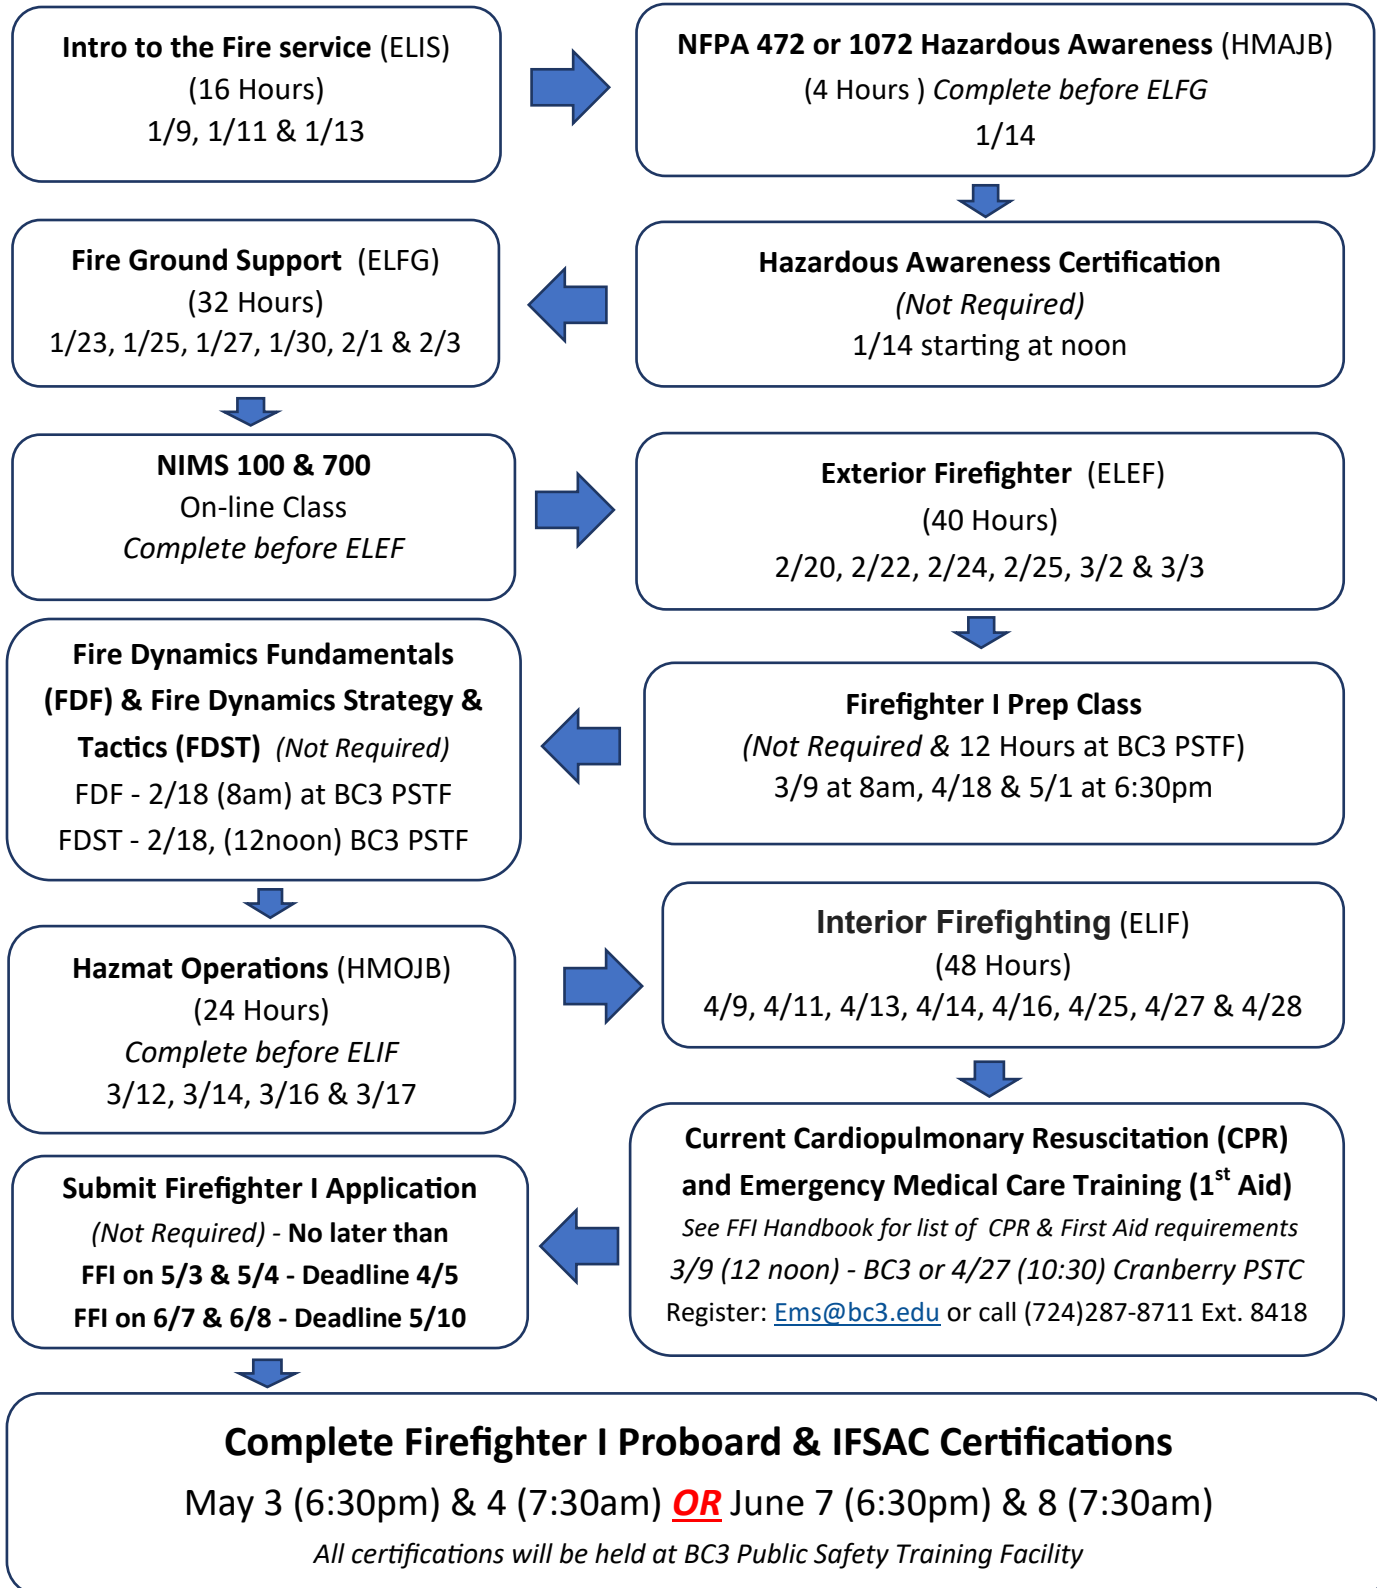 Intro to the Fire service (ELIS)
(16 Hours)
1/9, 1/11 & 1/13
NFPA 472 or 1072 Hazardous Awareness (HMAJB)
(4 Hours ) Complete before ELFG
1/14
Hazardous Awareness Certification
(Not Required)
1/14 starting at noon
Fire Ground Support (ELFG)
(32 Hours)
1/23, 1/25, 1/27, 1/30, 2/1 & 2/3
NIMS 100 & 700
On-line Class
Complete before ELEF
Exterior Firefighter (ELEF)
(40 Hours)
2/20, 2/22, 2/24, 2/25, 3/2 & 3/3
Firefighter I Prep Class
(Not Required & 12 Hours at BC3 PSTF)
3/9 at 8am, 4/18 & 5/1 at 6:30pm
Fire Dynamics Fundamentals
(FDF) & Fire Dynamics Strategy &
Tactics (FDST) (Not Required)
FDF - 2/18 (8am) at BC3 PSTF
FDST - 2/18, (12noon) BC3 PSTF
Hazmat Operations (HMOJB)
(24 Hours)
Complete before ELIF
3/12, 3/14, 3/16 & 3/17
Interior Firefighting (ELIF)
(48 Hours)
4/9, 4/11, 4/13, 4/14, 4/16, 4/25, 4/27 & 4/28
Current Cardiopulmonary Resuscitation (CPR)
and Emergency Medical Care Training (1st Aid)
See FFI Handbook for list of CPR & First Aid requirements
3/9 (12 noon) - BC3 or 4/27 (10:30) Cranberry PSTC
Register: Ems@bc3.edu or call (724)287-8711 Ext. 8418
Submit Firefighter I Application
(Not Required) - No later than
FFI on 5/3 & 5/4 - Deadline 4/5
FFI on 6/7 & 6/8 - Deadline 5/10
Complete Firefighter I Proboard & IFSAC Certifications
May 3 (6:30pm) & 4 (7:30am) OR June 7 (6:30pm) & 8 (7:30am)
All certifications will be held at BC3 Public Safety Training Facility